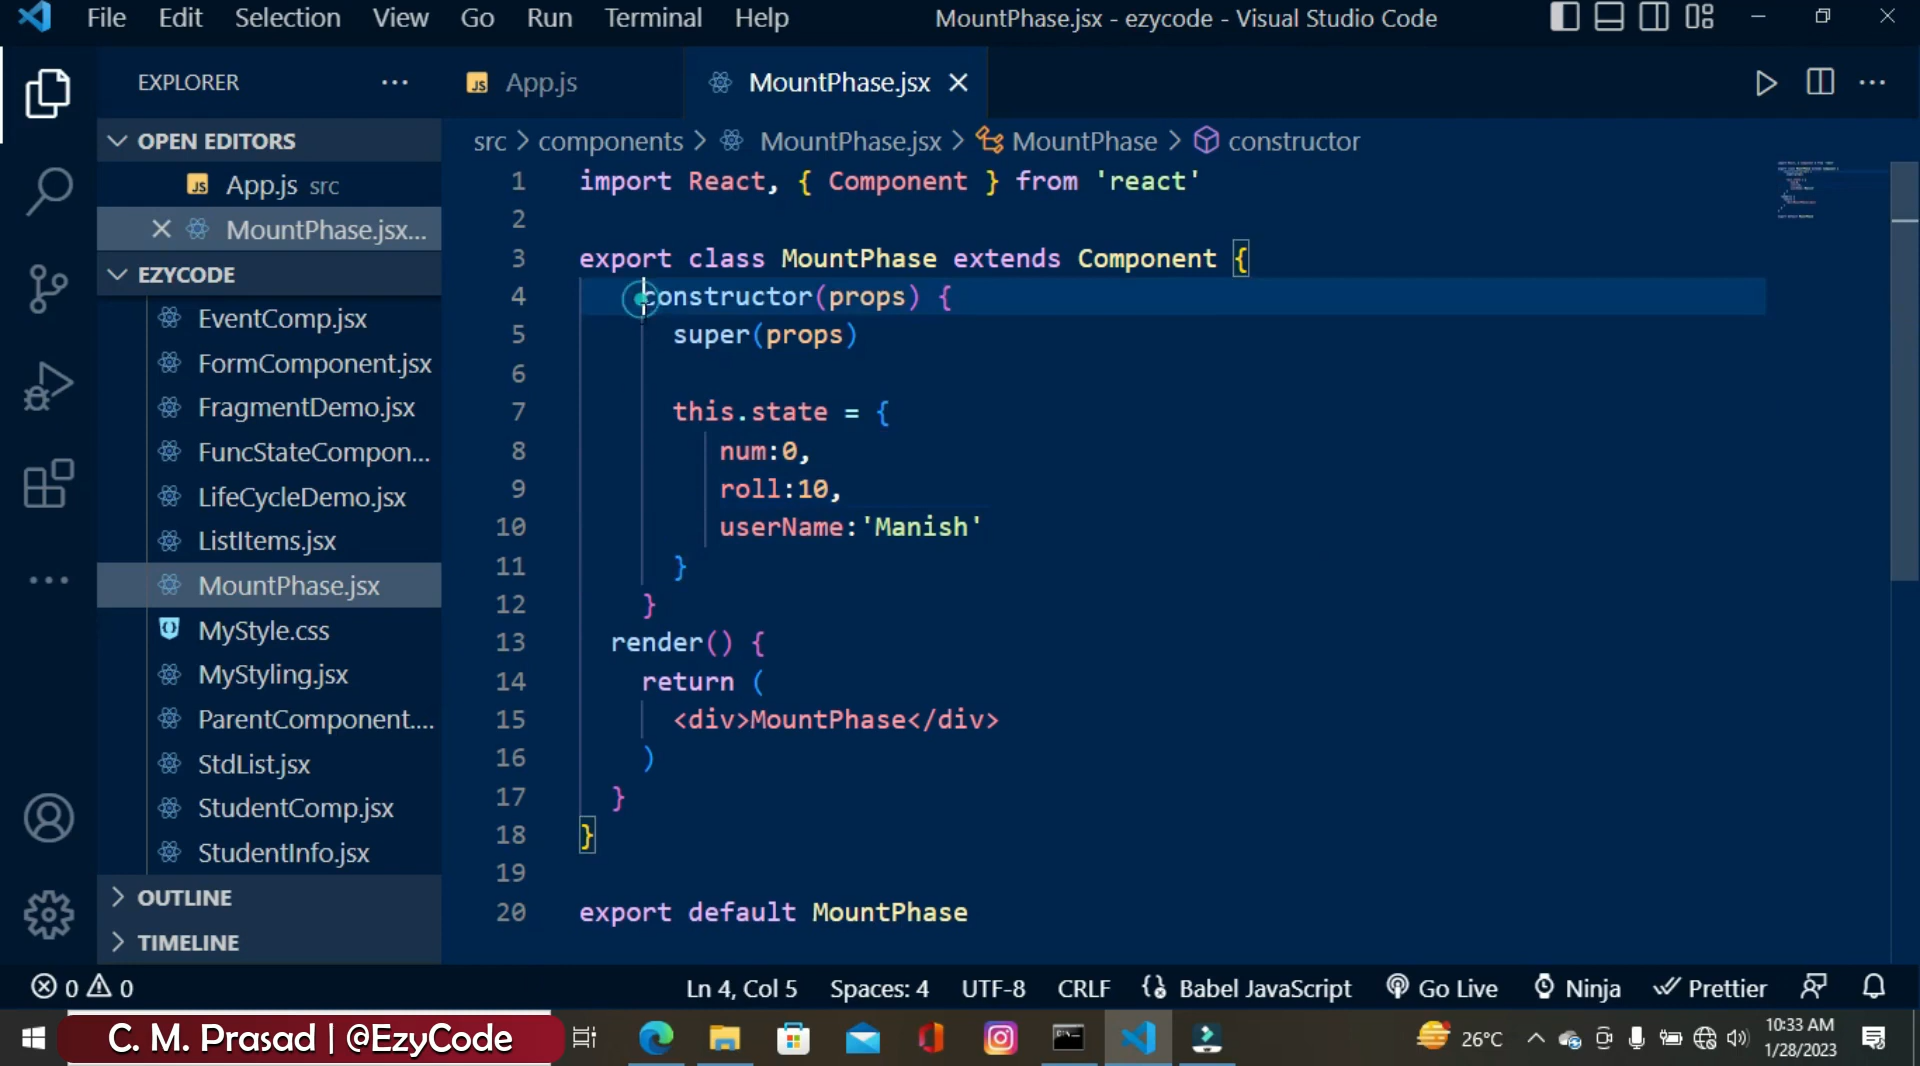 File Edit Selection View Go Run Terminal Help MountPhase.jsx - ezycode - Visual Studio Code
EXPLORER
OPEN EDITORS
App.js src
MountPhase.jsx...
EZYCODE
EventComp.jsx
FormComponent.jsx
FragmentDemo.jsx
FuncStateCompon...
LifeCycleDemo.jsx
ListItems.jsx
MountPhase.jsx
MyStyle.css
MyStyling.jsx
ParentComponent....
StdList.jsx
StudentComp.jsx
StudentInfo.jsx
OUTLINE
TIMELINE
JS App.js MountPhase.jsx
src > components > MountPhase.jsx > MountPhase > constructor
1 import React, { Component } from 'react'
2
3 export class MountPhase extends Component {
4 constructor(props) {
5 super(props)
6
7 this.state = {
8 num:0,
9 roll:10,
10 userName:'Manish'
11 }
12 }
13 render() {
14 return (
15 <div>MountPhase</div>
16 )
17 }
18 }
19
20 export default MountPhase
0 0 Ln 4, Col 5 Spaces: 4 UTF-8 CRLF Babel JavaScript Go Live Ninja Prettier
C. M. Prasad | @EzyCode
26°C
10:33 AM
1/28/2023